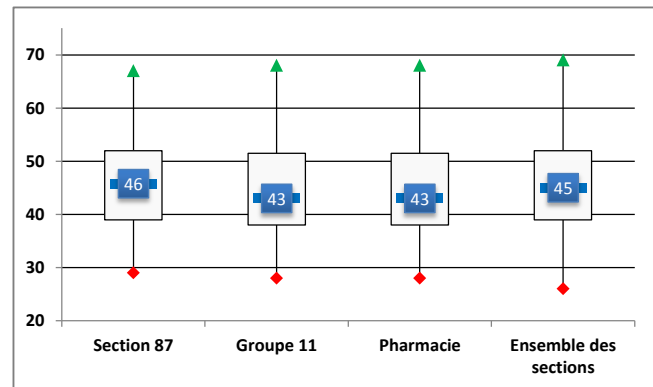 70
60
50
40
30
20
46
43
43
45
Section 87
Groupe 11
Pharmacie
Ensemble des
sections